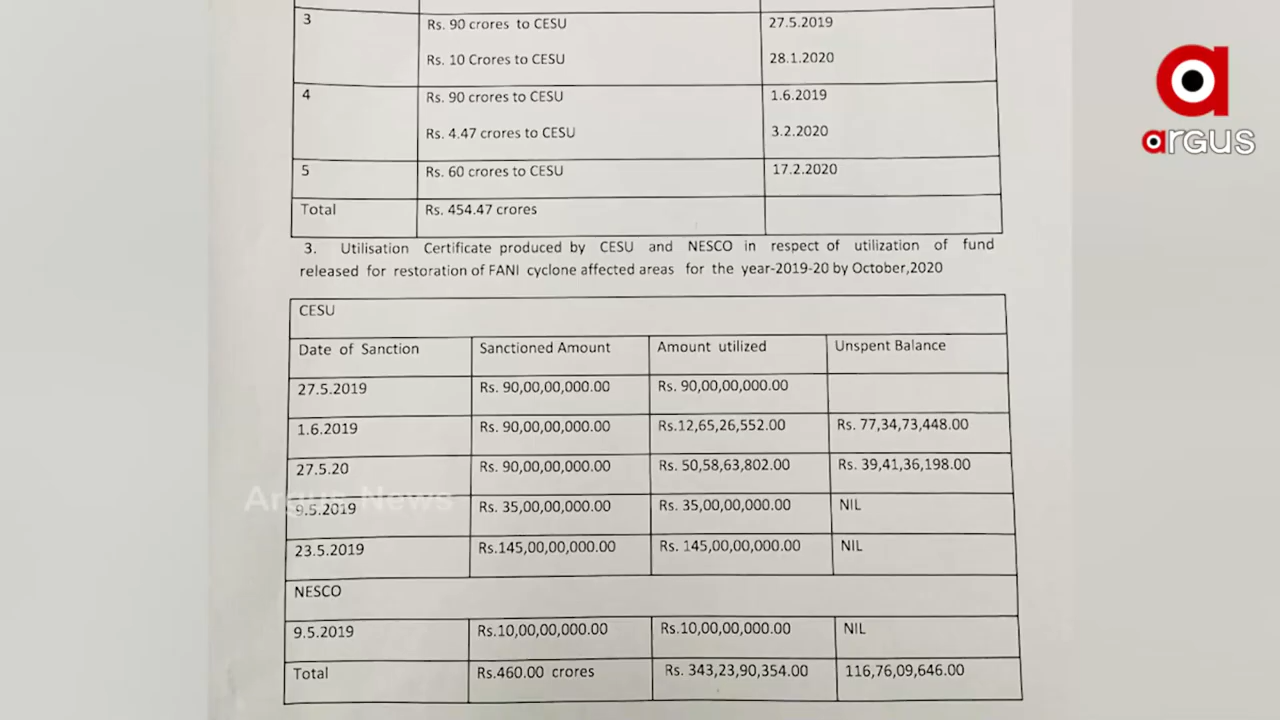 3 Rs. 90 crores to CESU 27.5.2019
Rs. 10 Crores to CESU 28.1.2020
4 Rs. 90 crores to CESU 1.6.2019
Rs. 4.47 crores to CESU 3.2.2020
5 Rs. 60 crores to CESU 17.2.2020
Total Rs. 454.47 crores
3. Utilisation Certificate produced by CESU and NESCO in respect of utilization of fund
released for restoration of FANI cyclone affected areas for the year-2019-20 by October,2020
CESU
Date of Sanction Sanctioned Amount Amount utilized Unspent Balance
27.5.2019 Rs. 90,00,00,000.00 Rs. 90,00,00,000.00
1.6.2019 Rs. 90,00,00,000.00 Rs.12,65,26,552.00 Rs. 77,34,73,448.00
27.5.20 Rs. 90,00,00,000.00 Rs. 50,58,63,802.00 Rs. 39,41,36,198.00
9.5.2019 Rs. 35,00,00,000.00 Rs. 35,00,00,000.00 NIL
23.5.2019 Rs.145,00,00,000.00 Rs. 145,00,00,000.00 NIL
NESCO
9.5.2019 Rs.10,00,00,000.00 Rs.10,00,00,000.00 NIL
Total Rs.460.00 crores Rs. 343,23,90,354.00 116,76,09,646.00
argus
Argus News